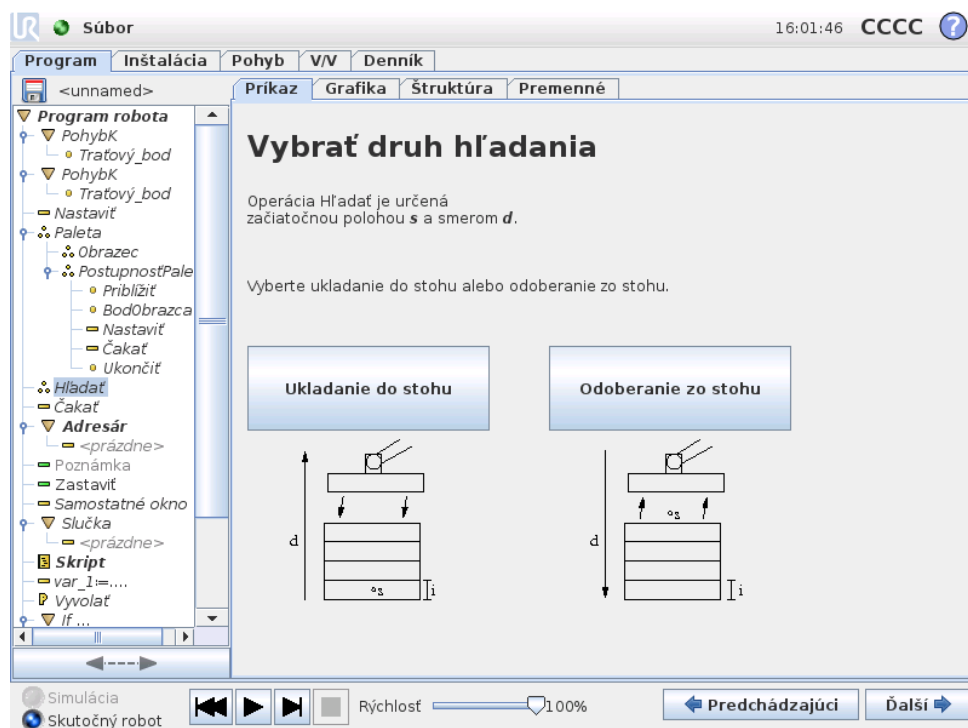 UR Súbor 16:01:46 CCCC ?
Program Inštalácia Pohyb V/V Denník
<unnamed>
Príkaz Grafika Štruktúra Premenné
Program robota
PohybK
Traťový_bod
PohybK
Traťový_bod
Nastaviť
Paleta
Obrazec
PostupnosťPale
Priblížiť
BodObrazca
Nastaviť
Čakať
Ukončiť
Hľadať
Čakať
Adresár
<prázdne>
Poznámka
Zastaviť
Samostatné okno
Slučka
<prázdne>
Skript
var_1:=....
Vyvolať
If ...
Vybrať druh hľadania
Operácia Hľadať je určená
začiatočnou polohou s a smerom d.
Vyberte ukladanie do stohu alebo odoberanie zo stohu.
Ukladanie do stohu
Odoberanie zo stohu
d
s
i
d
s
i
Simulácia
Skutočný robot
Rýchlosť 100%
Predchádzajúci
Ďalší